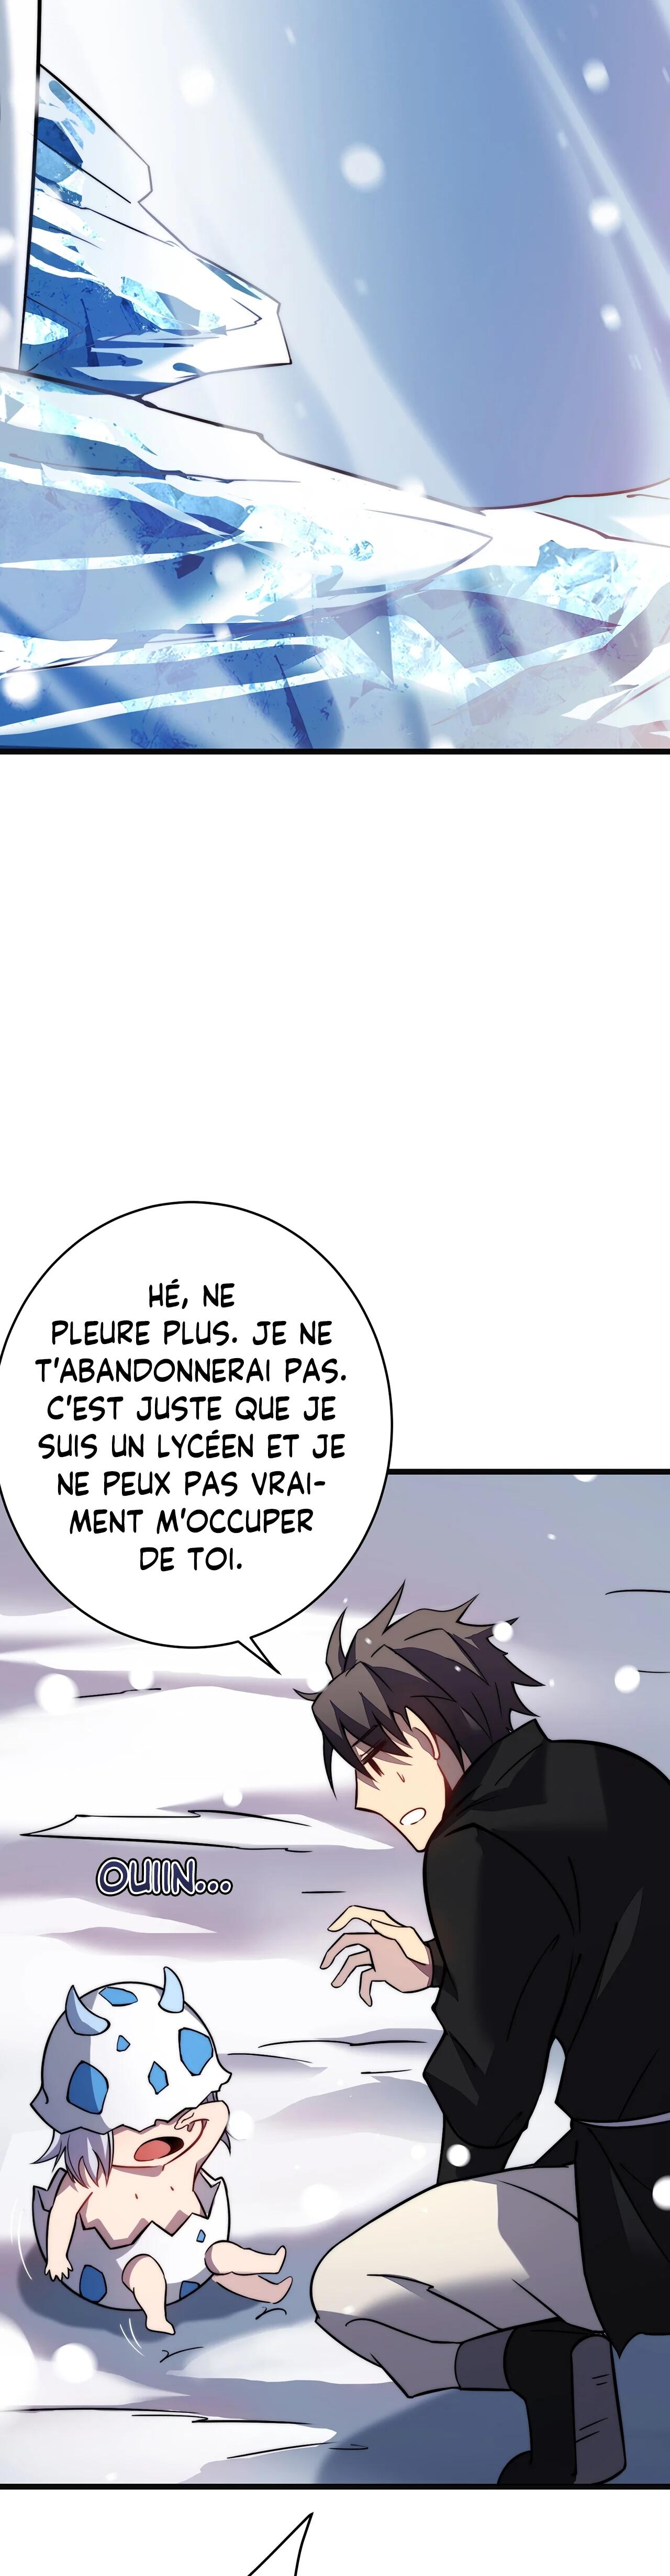 HÉ, NE
PLEURE PLUS. JE NE
T'ABANDONNERAI PAS.
C'EST JUSTE QUE JE
SUIS UN LYCÉEN ET JE
NE PEUX PAS VRAI-
MENT M'OCCUPER
DE TOI.
OUIIN...